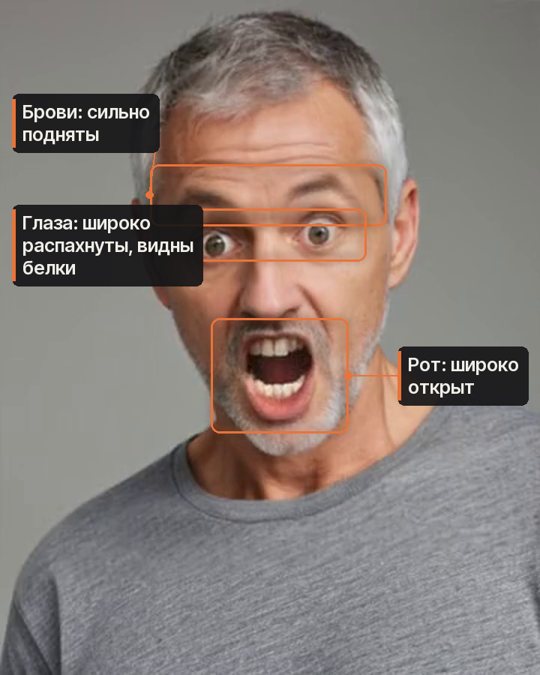 Брови: сильно
подняты
Глаза: широко
распахнуты, видны
белки
Рот: широко
открыт